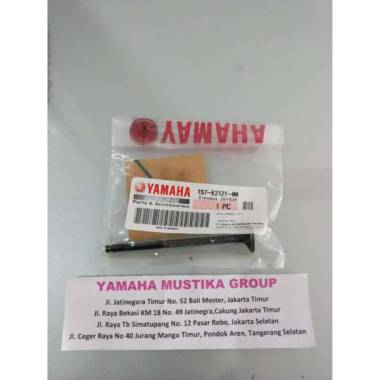 YAMAHA
YAMAHA
Parts & Accessories
1S7-E2121-00
1 PC
YAMAHA MUSTIKA GROUP
Jl. Jatinegara Timur No. 52 Bali Mester, Jakarta Timur
Jl. Raya Bekasi KM 18 No. 49 Jatinegra,Cakung Jakarta Timur
Jl. Raya Tb Simatupang No. 12 Pasar Rebo, Jakarta Selatan
Jl. Ceger Raya No 40 Jurang Mangu Timur, Pondok Aren, Tangerang Selatan